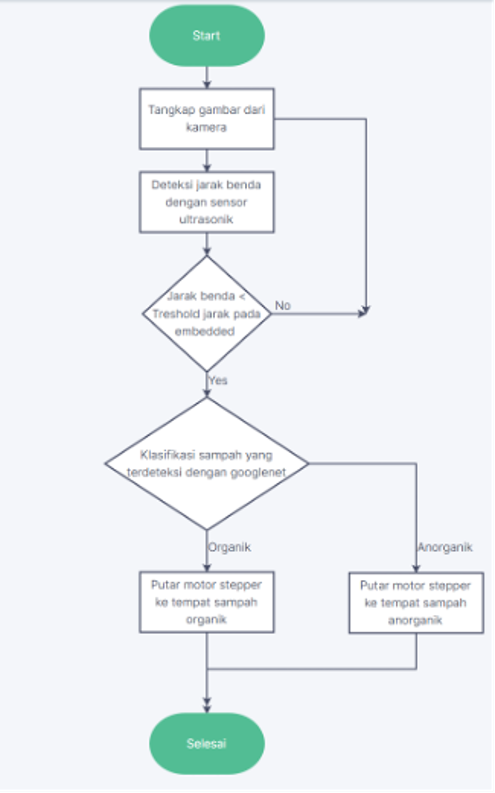 Start
Tangkap gambar dari
kamera
Deteksi jarak benda
dengan sensor
ultrasonik
Jarak benda <
Treshold jarak pada
embedded
No
Yes
Klasifikasi sampah yang
terdeteksi dengan googlenet
Organik
Anorganik
Putar motor stepper
ke tempat sampah
organik
Putar motor stepper
ke tempat sampah
anorganik
Selesai